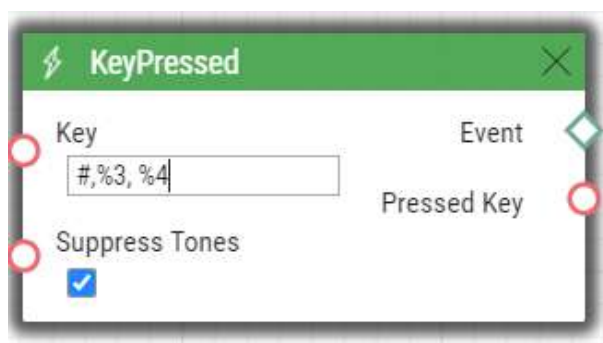 KeyPressed
Key
Event
#,%3, %4
Pressed Key
Suppress Tones